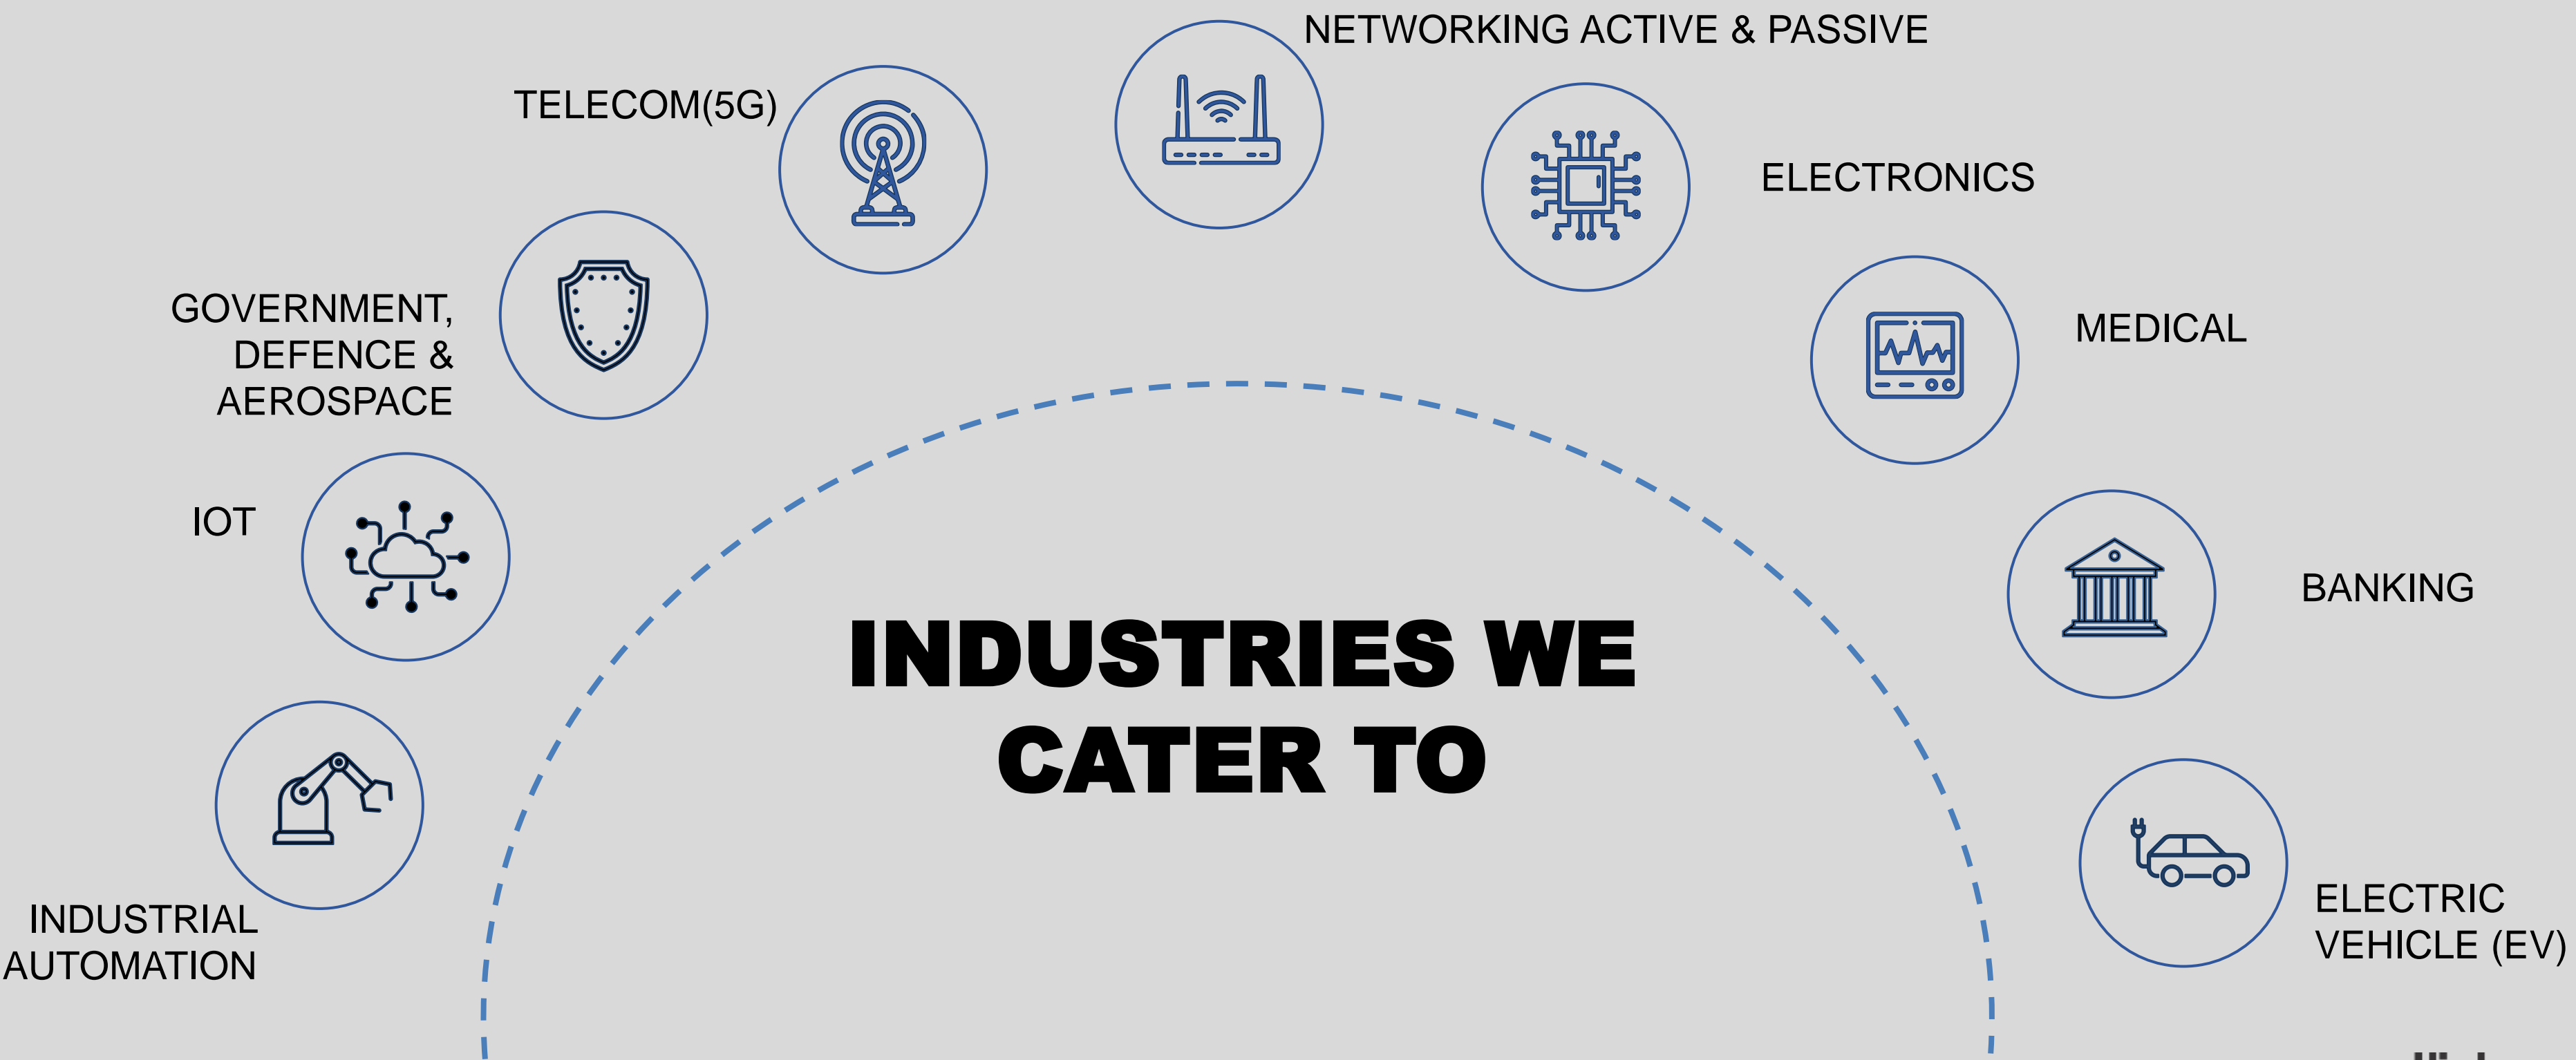 NETWORKING ACTIVE & PASSIVE
TELECOM(5G)
ELECTRONICS
GOVERNMENT,
DEFENCE &
AEROSPACE
MEDICAL
IOT
BANKING
INDUSTRIES WE
CATER TO
INDUSTRIAL
AUTOMATION
ELECTRIC
VEHICLE (EV)